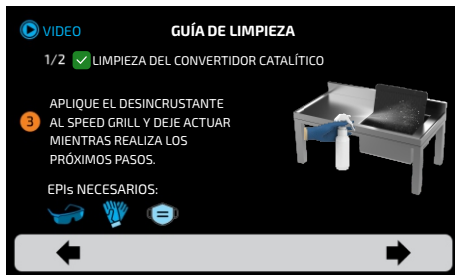 VIDEO
GUÍA DE LIMPIEZA
1/2 LIMPIEZA DEL CONVERTIDOR CATALÍTICO
3
APLIQUE EL DESINCRUSTANTE
AL SPEED GRILL Y DEJE ACTUAR
MIENTRAS REALIZA LOS
PRÓXIMOS PASOS.
EPIs NECESARIOS: